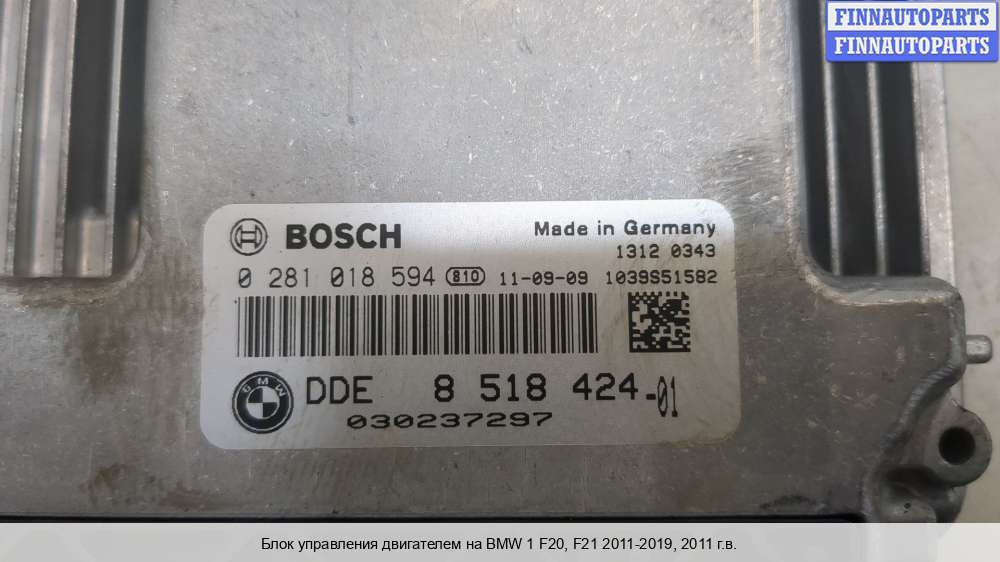 FINNAUTOPARTS
FINNAUTOPARTS
BOSCH Made in Germany
1312 0343
0 281 018 594 810 11-09-09 1039S51582
BMW DDE 8 518 424-01
030237297
Блок управления двигателем на BMW 1 F20, F21 2011-2019, 2011 г.в.